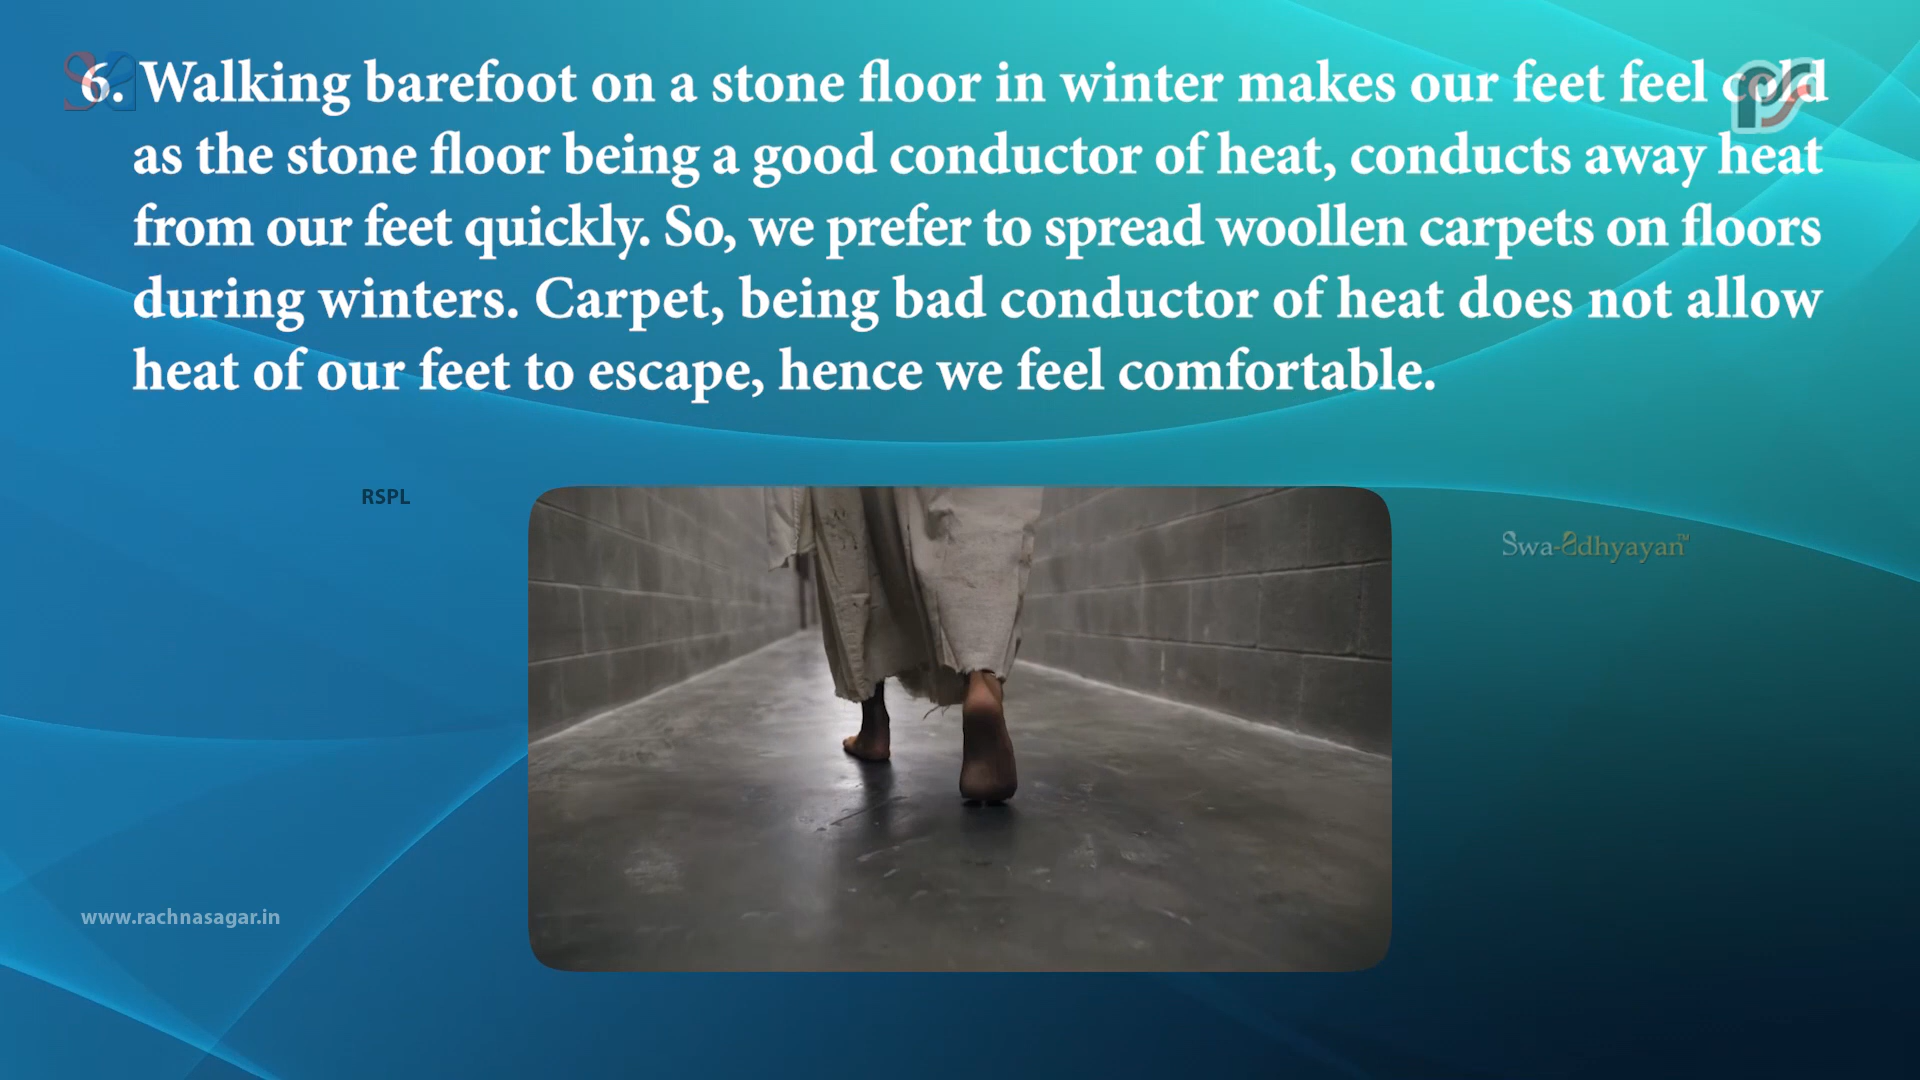 6. Walking barefoot on a stone floor in winter makes our feet feel cold
as the stone floor being a good conductor of heat, conducts away heat
from our feet quickly. So, we prefer to spread woollen carpets on floors
during winters. Carpet, being bad conductor of heat does not allow
heat of our feet to escape, hence we feel comfortable.
RSPL
Swa-adhyayan™
www.rachnasagar.in